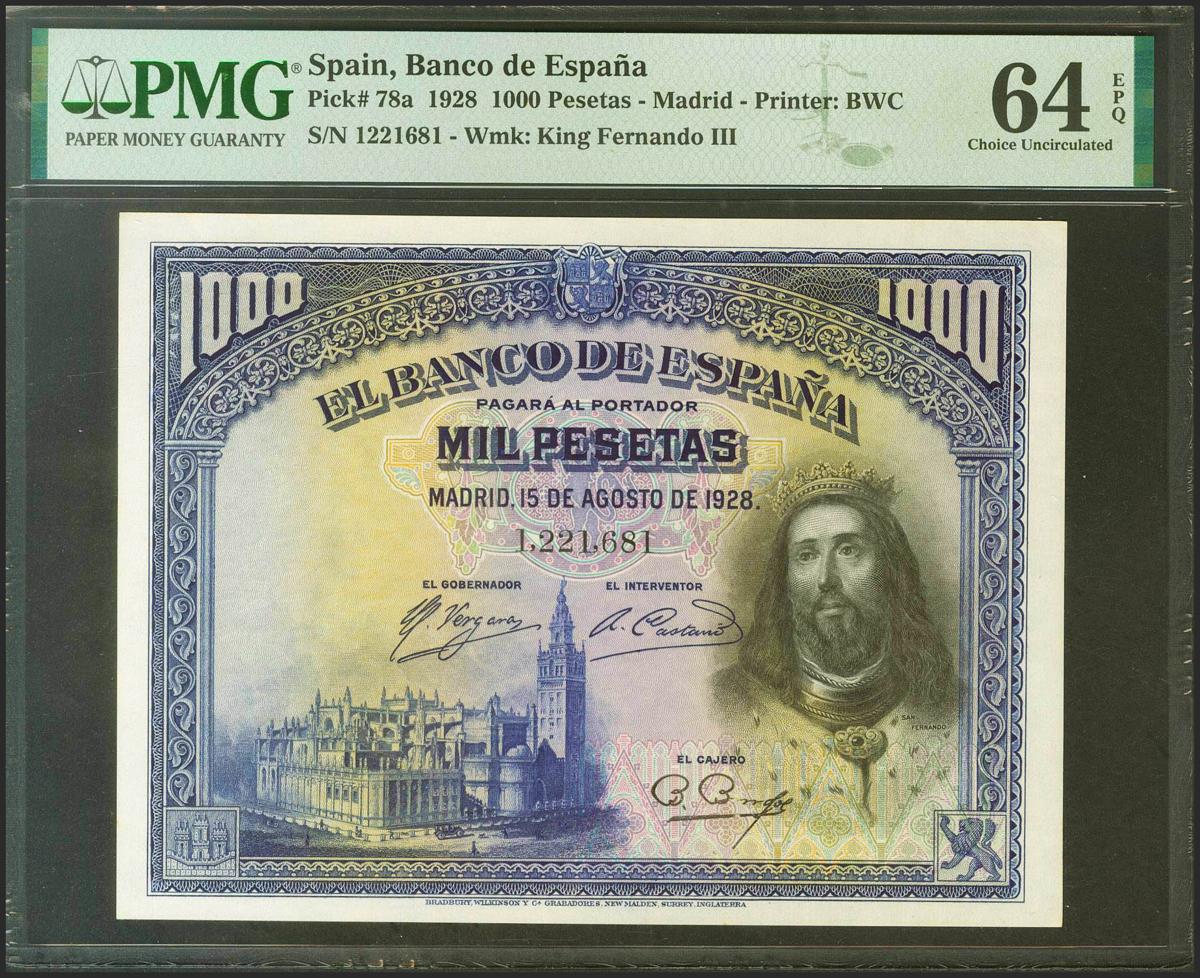 PMG®
PAPER MONEY GUARANTY
Spain, Banco de España
Pick# 78a 1928 1000 Pesetas - Madrid - Printer: BWC
S/N 1221681 - Wmk: King Fernando III
64 EPQ
Choice Uncirculated
1000 1000
EL BANCO DE ESPAÑA
PAGARÁ AL PORTADOR
MIL PESETAS
MADRID, 15 DE AGOSTO DE 1928.
1,221,681
EL GOBERNADOR EL INTERVENTOR
Vergara A. Castaño
SAN
FERNANDO
EL CAJERO
BRADBURY, WILKINSON Y Cª GRABADORES, NEW MALDEN, SURREY, INGLATERRA